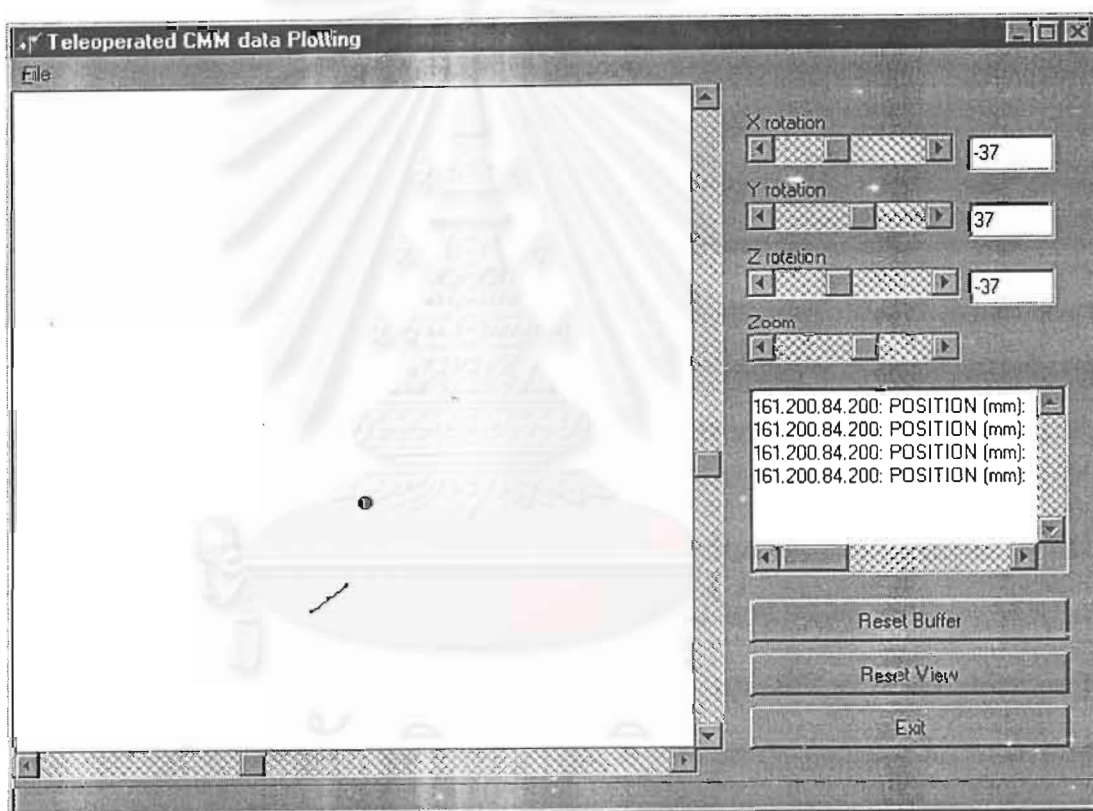 Teleoperated CMM data Plotting
File
X rotation
-37
Y rotation
37
Z rotation
-37
Zoom
161.200.84.200: POSITION (mm):
161.200.84.200: POSITION (mm):
161.200.84.200: POSITION (mm):
161.200.84.200: POSITION (mm):
Reset Buffer
Reset View
Exit